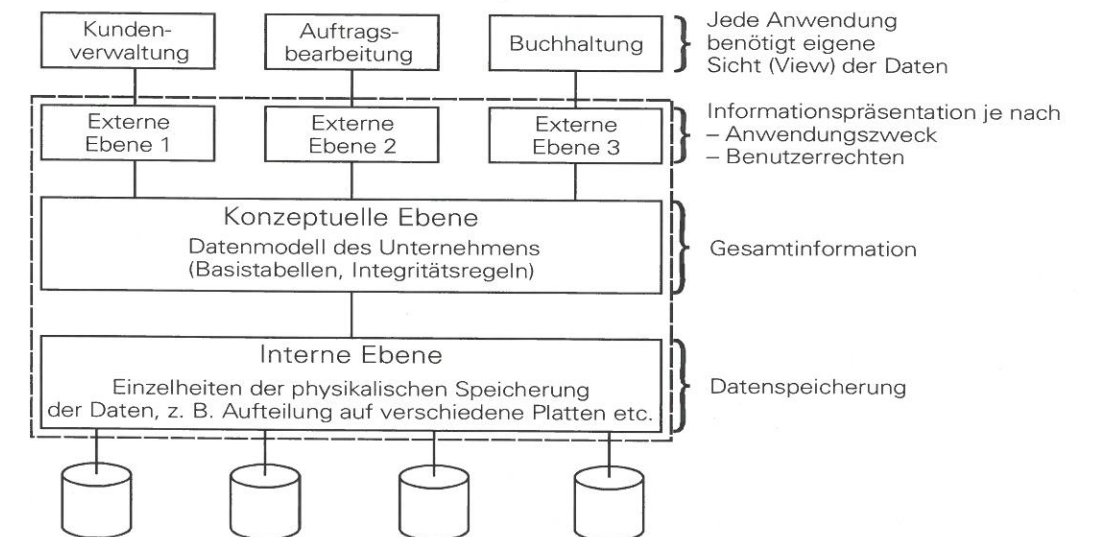 Kunden-
verwaltung
Auftrags-
bearbeitung
Buchhaltung
Jede Anwendung
benötigt eigene
Sicht (View) der Daten
Externe
Ebene 1
Externe
Ebene 2
Externe
Ebene 3
Informationspräsentation je nach
– Anwendungszweck
– Benutzerrechten
Konzeptuelle Ebene
Datenmodell des Unternehmens
(Basistabellen, Integritätsregeln)
Gesamtinformation
Interne Ebene
Einzelheiten der physikalischen Speicherung
der Daten, z. B. Aufteilung auf verschiedene Platten etc.
Datenspeicherung